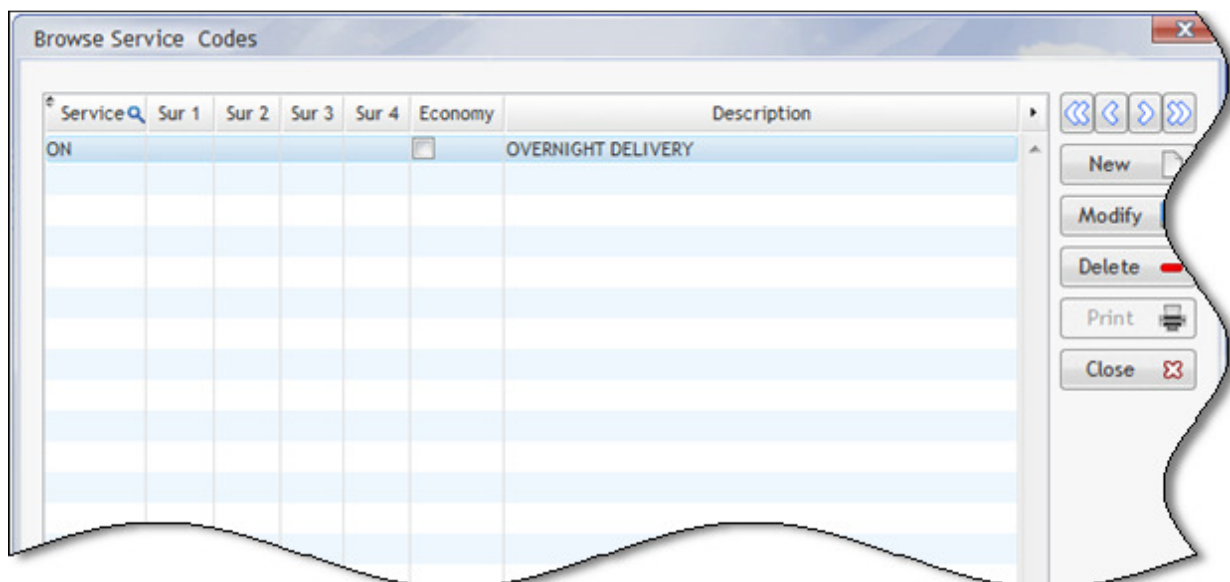 Browse Service Codes
Service Sur 1 Sur 2 Sur 3 Sur 4 Economy Description
ON OVERNIGHT DELIVERY
New
Modify
Delete
Print
Close